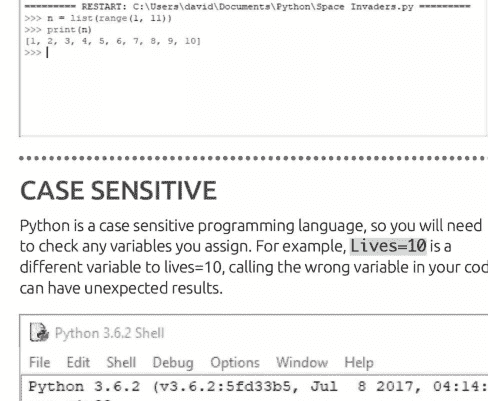 ========= RESTART: C:\Users\david\Documents\Python\Space Invaders.py =========
>>> n = list(range(1, 11))
>>> print(n)
[1, 2, 3, 4, 5, 6, 7, 8, 9, 10]
>>>
CASE SENSITIVE
Python is a case sensitive programming language, so you will need
to check any variables you assign. For example, Lives=10 is a
different variable to lives=10, calling the wrong variable in your cod
can have unexpected results.
Python 3.6.2 Shell
File Edit Shell Debug Options Window Help
Python 3.6.2 (v3.6.2:5fd33b5, Jul 8 2017, 04:14: